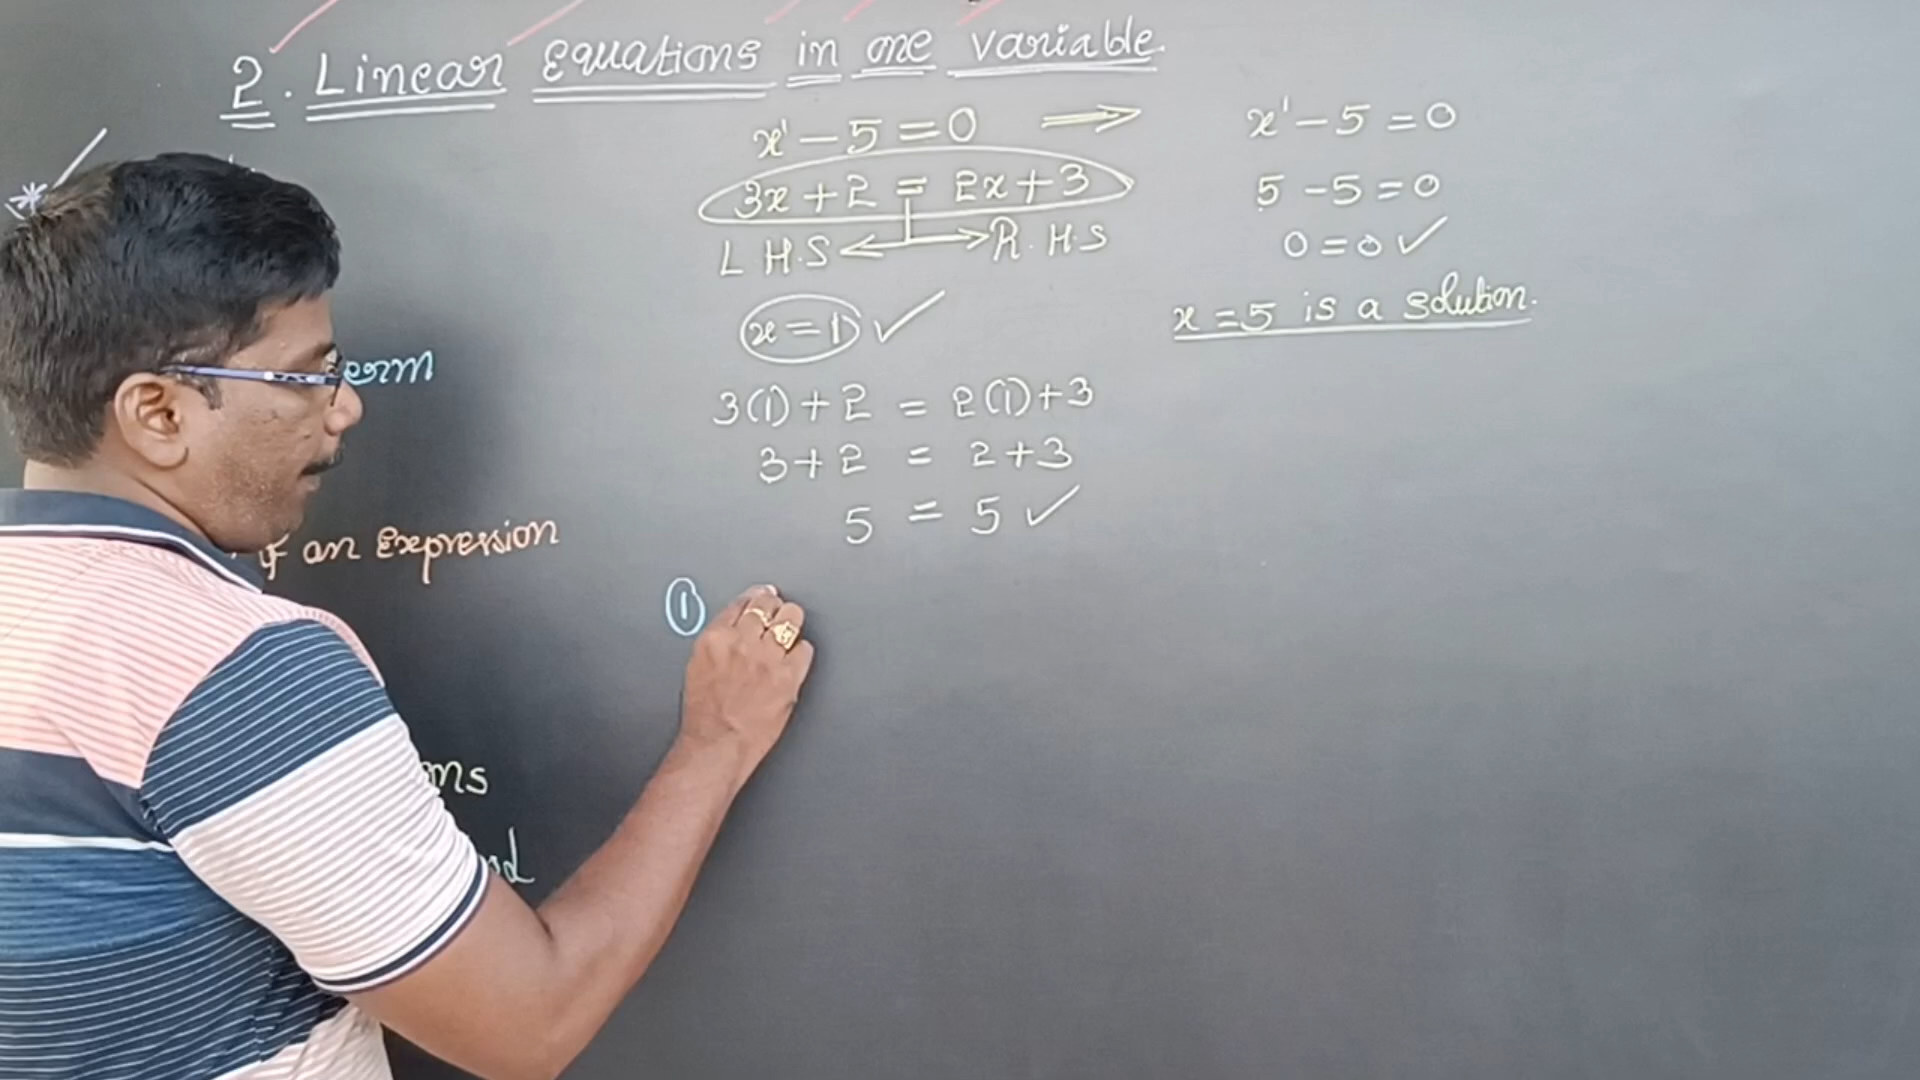 2. Linear equations in one variable.
x¹ - 5 = 0 ⟹
3x + 2 = 2x + 3
L H.S ⟵ ⟶ R.H.S
x = 1 ✓
3(1) + 2 = 2(1) + 3
3 + 2 = 2 + 3
5 = 5 ✓
①
x¹ - 5 = 0
5 - 5 = 0
0 = 0 ✓
x = 5 is a solution.
*
an Expression